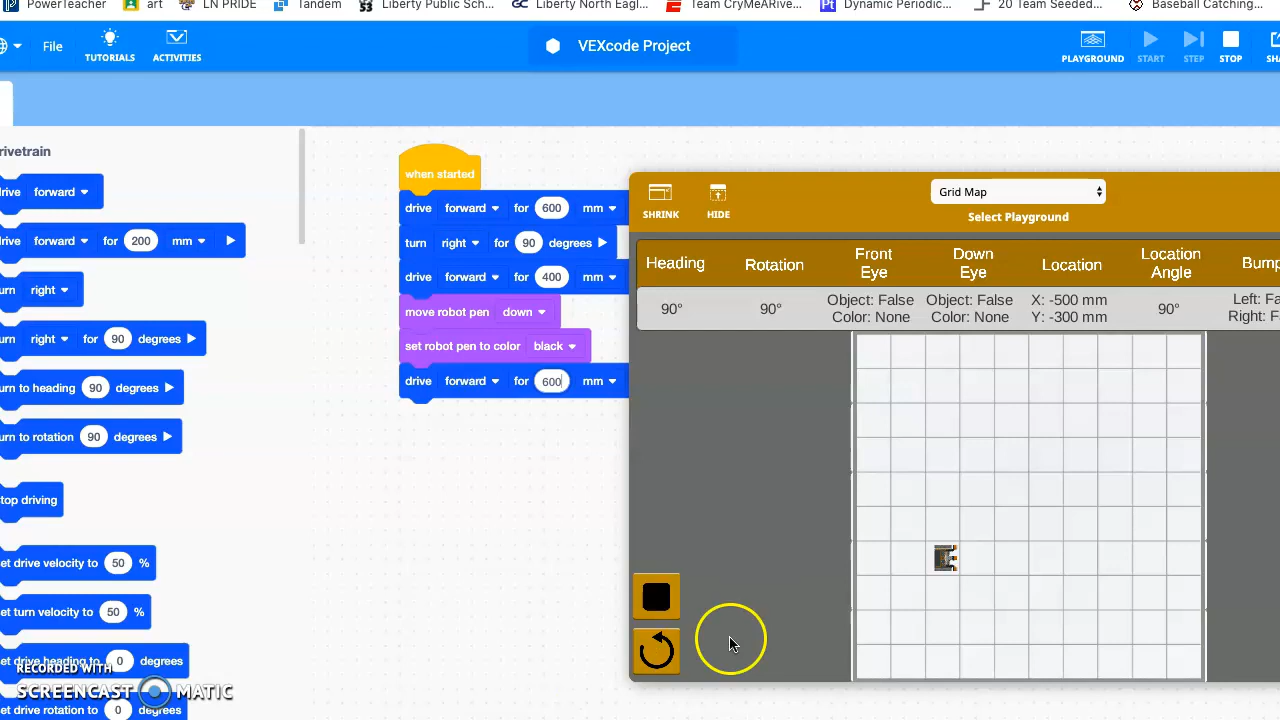 PowerTeacher art LN PRIDE Tandem Liberty Public Sch... Liberty North Eagl... Team CryMeARive... Dynamic Periodic... 20 Team Seeded... Baseball Catching...
File TUTORIALS ACTIVITIES VEXcode Project PLAYGROUND START STEP STOP SHA
rivetrain
rive forward
rive forward for 200 mm
urn right
urn right for 90 degrees
urn to heading 90 degrees
urn to rotation 90 degrees
top driving
et drive velocity to 50 %
et turn velocity to 50 %
et drive heading to 0 degrees
et drive rotation to 0 degrees
RECORDED WITH
SCREENCAST MATIC
when started
drive forward for 600 mm
turn right for 90 degrees
drive forward for 400 mm
move robot pen down
set robot pen to color black
drive forward for 600 mm
SHRINK HIDE
Grid Map
Select Playground
Heading Rotation Front Eye Down Eye Location Location Angle Bump
90° 90° Object: False Color: None Object: False Color: None X: -500 mm Y: -300 mm 90° Left: Fa Right: F